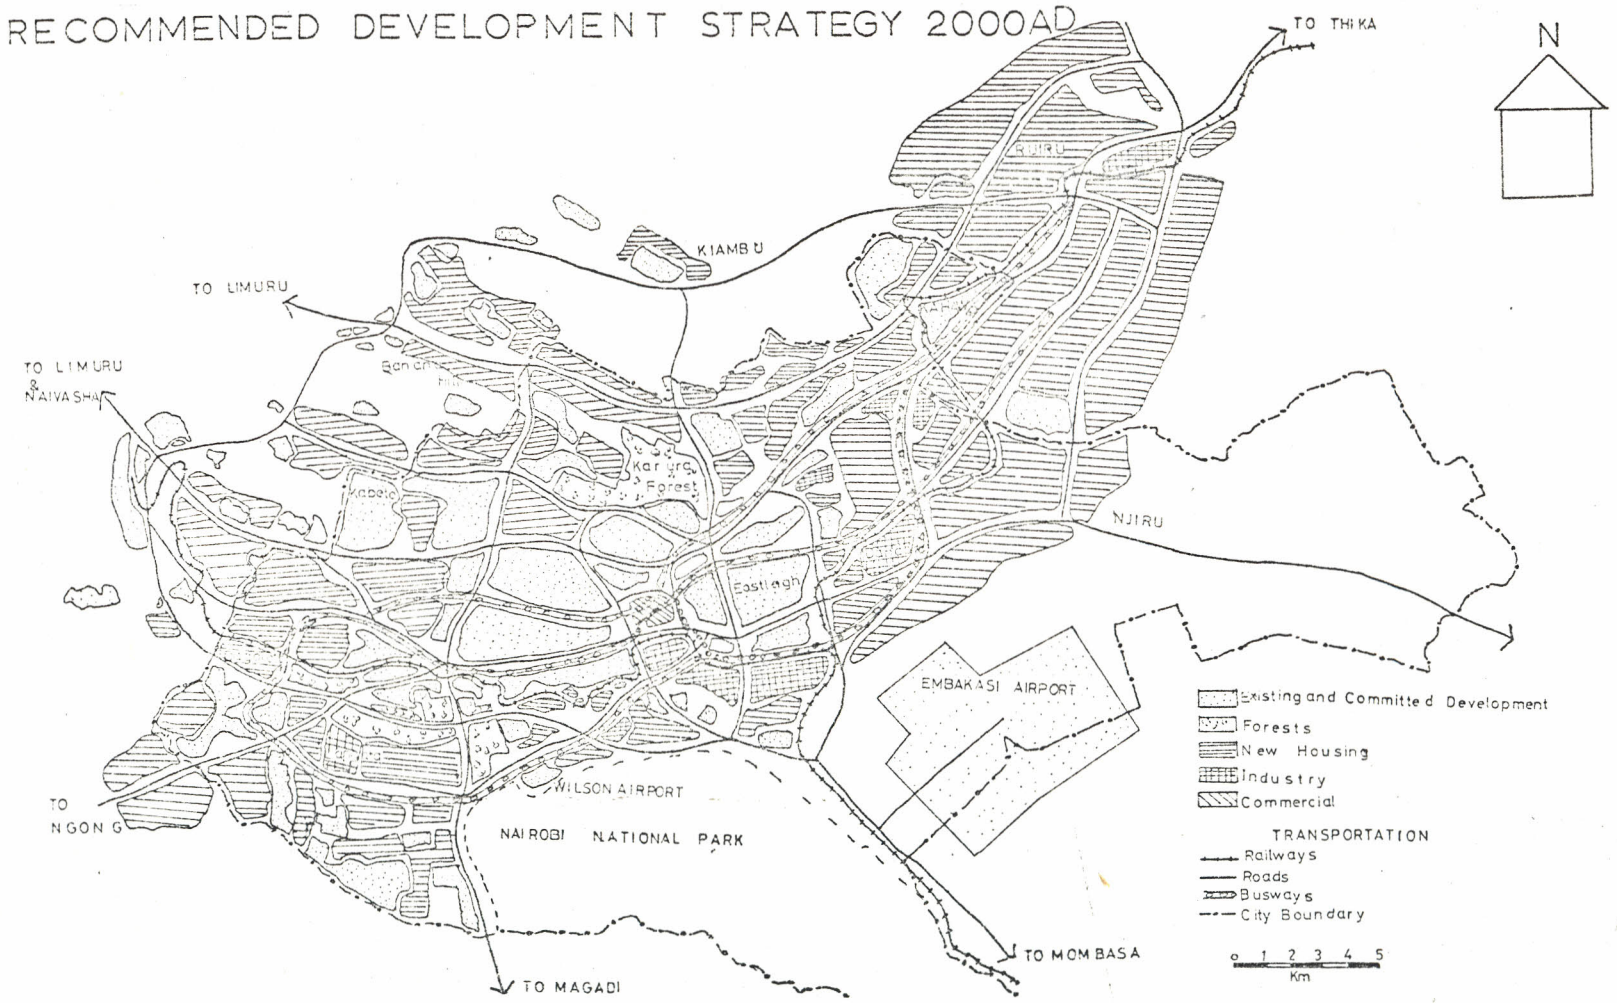 RECOMMENDED DEVELOPMENT STRATEGY 2000AD
TO THIKA
N
RUIRU
KIAMBU
TO LIMURU
TO LIMURU
&
NAIVASHA
Karura
Forest
Kabete
NJIRU
Eastleigh
EMBAKASI AIRPORT
WILSON AIRPORT
TO
NGONG
NAIROBI NATIONAL PARK
TO MOMBASA
TO MAGADI
Existing and Committed Development
Forests
New Housing
Industry
Commercial
TRANSPORTATION
Railways
Roads
Busways
City Boundary
0 1 2 3 4 5
Km